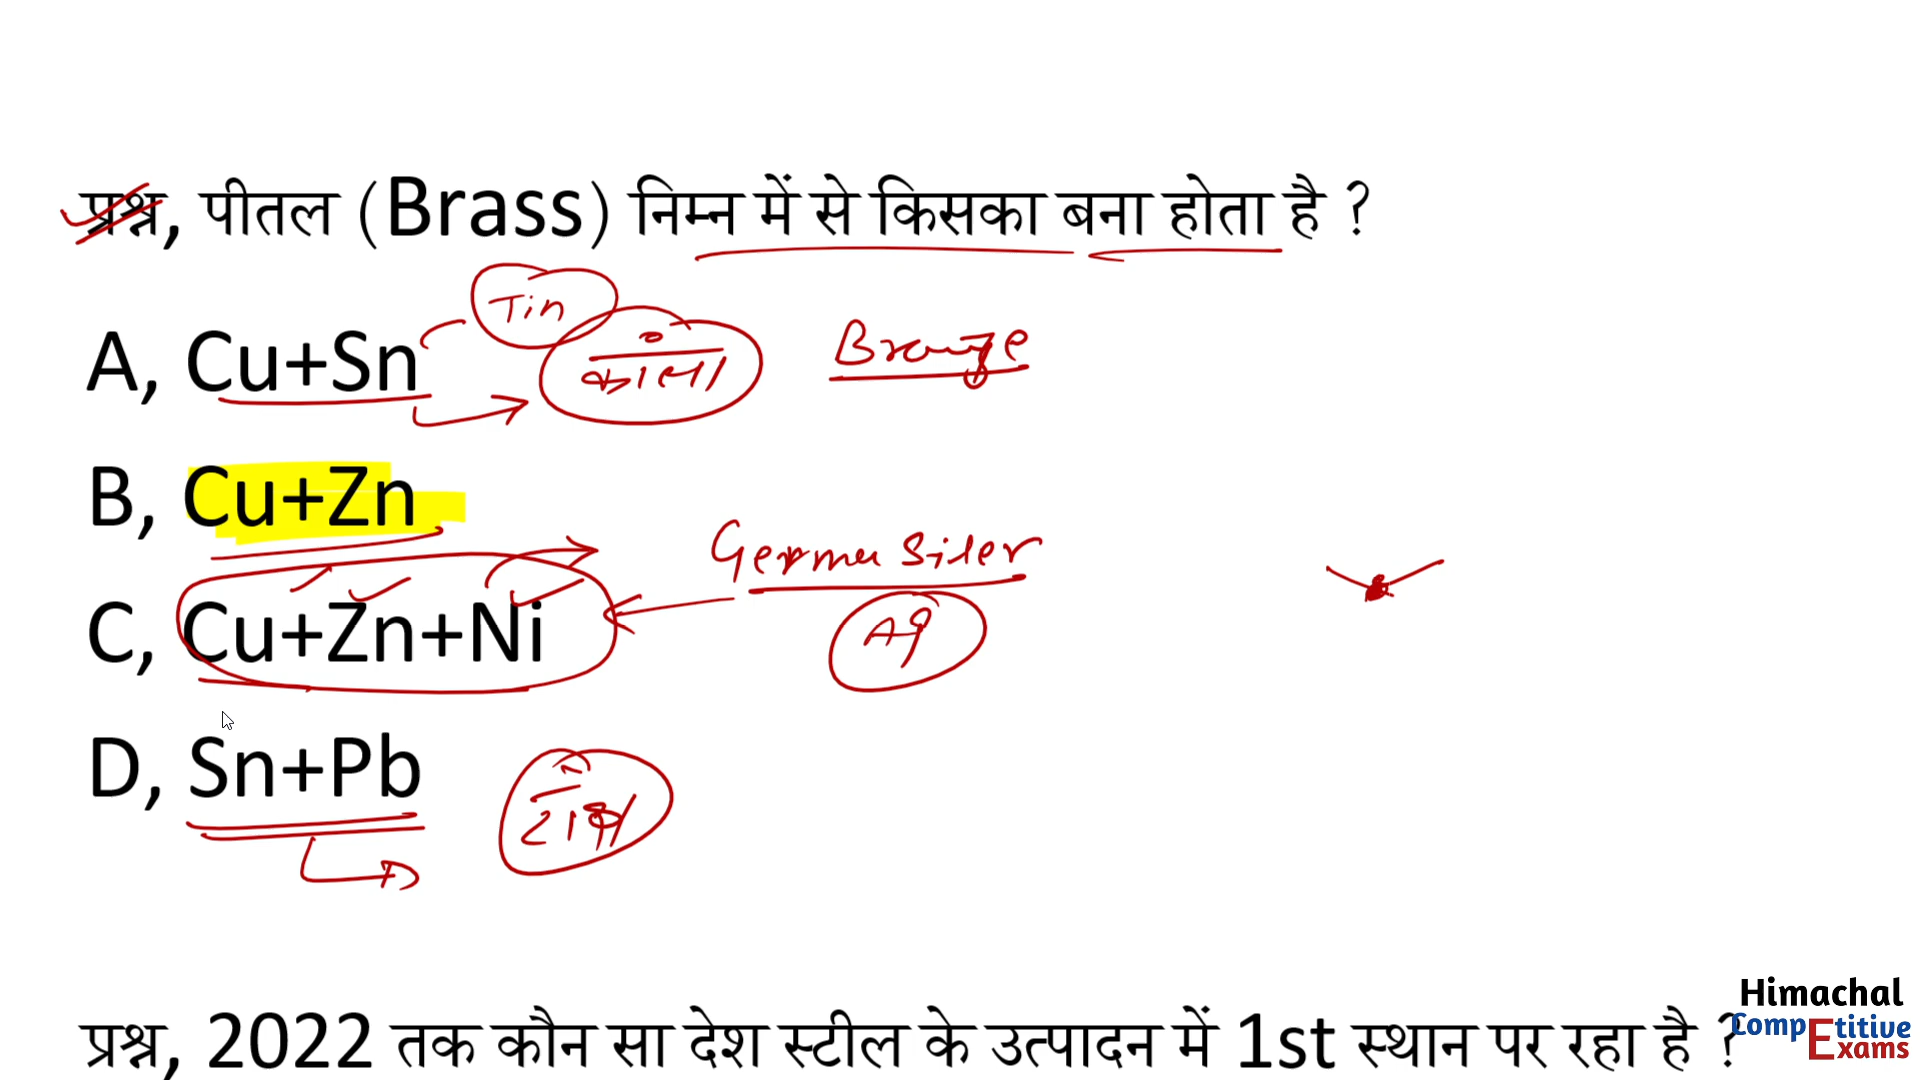 प्रश्न, पीतल (Brass) निम्न में से किसका बना होता है ?
Tin
A, Cu+Sn
कांसा
Bronze
B, Cu+Zn
German Silver
C, Cu+Zn+Ni
Ag
D, Sn+Pb
टांका
प्रश्न, 2022 तक कौन सा देश स्टील के उत्पादन में 1st स्थान पर रहा है ?
Himachal
Competitive
Exams